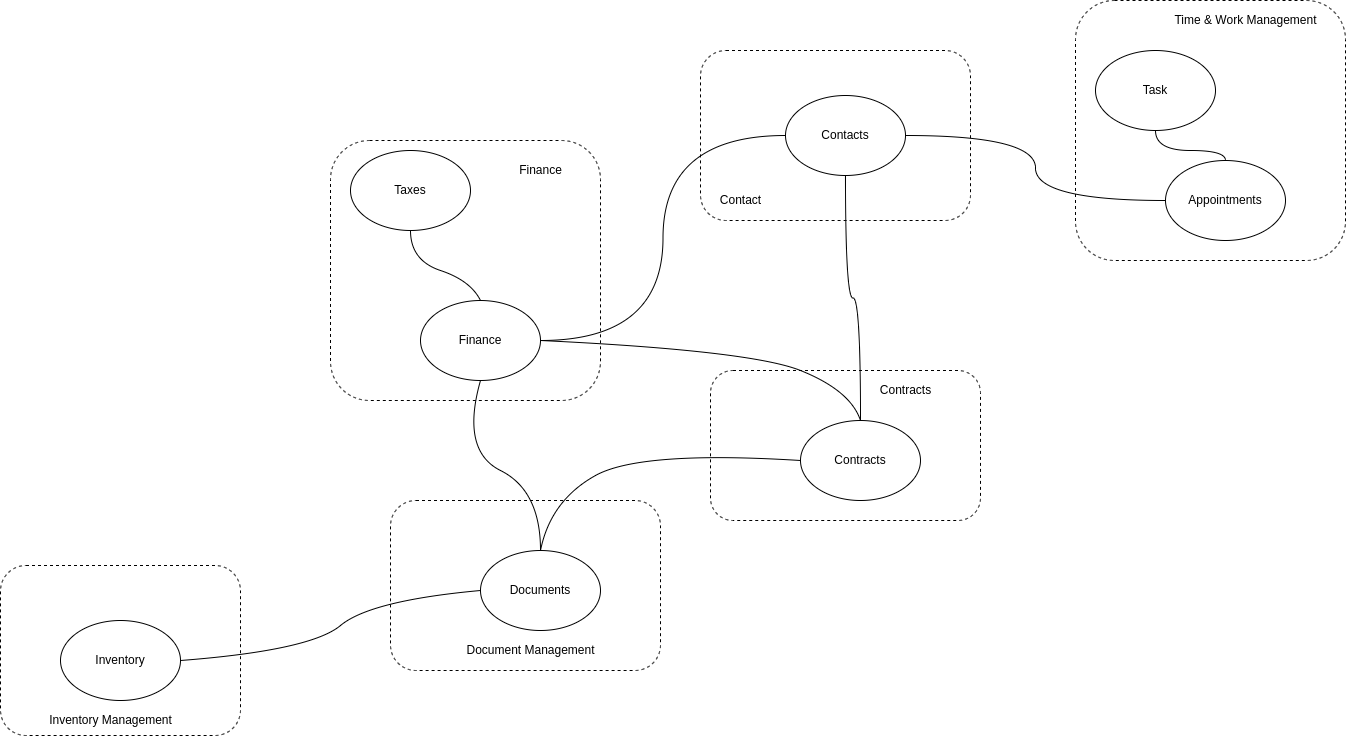 Time & Work Management
Task
Contacts
Taxes
Finance
Contact
Appointments
Finance
Contracts
Contracts
Documents
Document Management
Inventory
Inventory Management